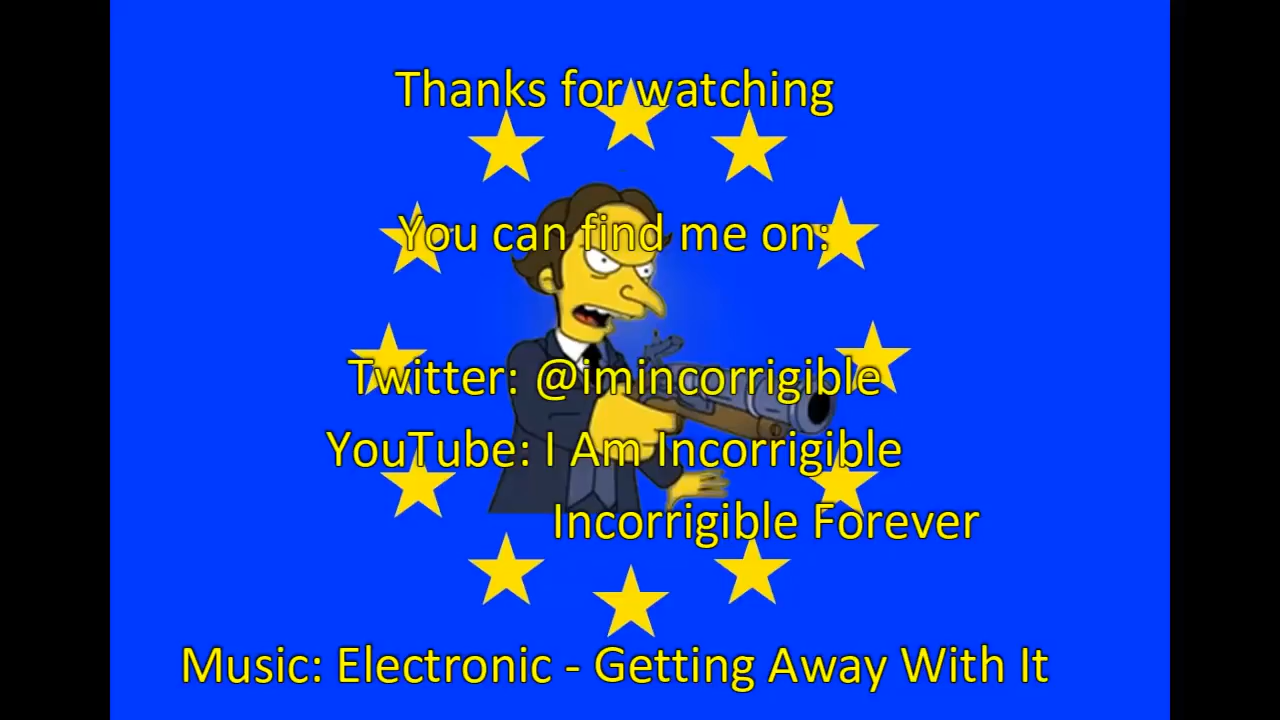 Thanks for watching
You can find me on:
Twitter: @imincorrigible
YouTube: I Am Incorrigible
Incorrigible Forever
Music: Electronic - Getting Away With It